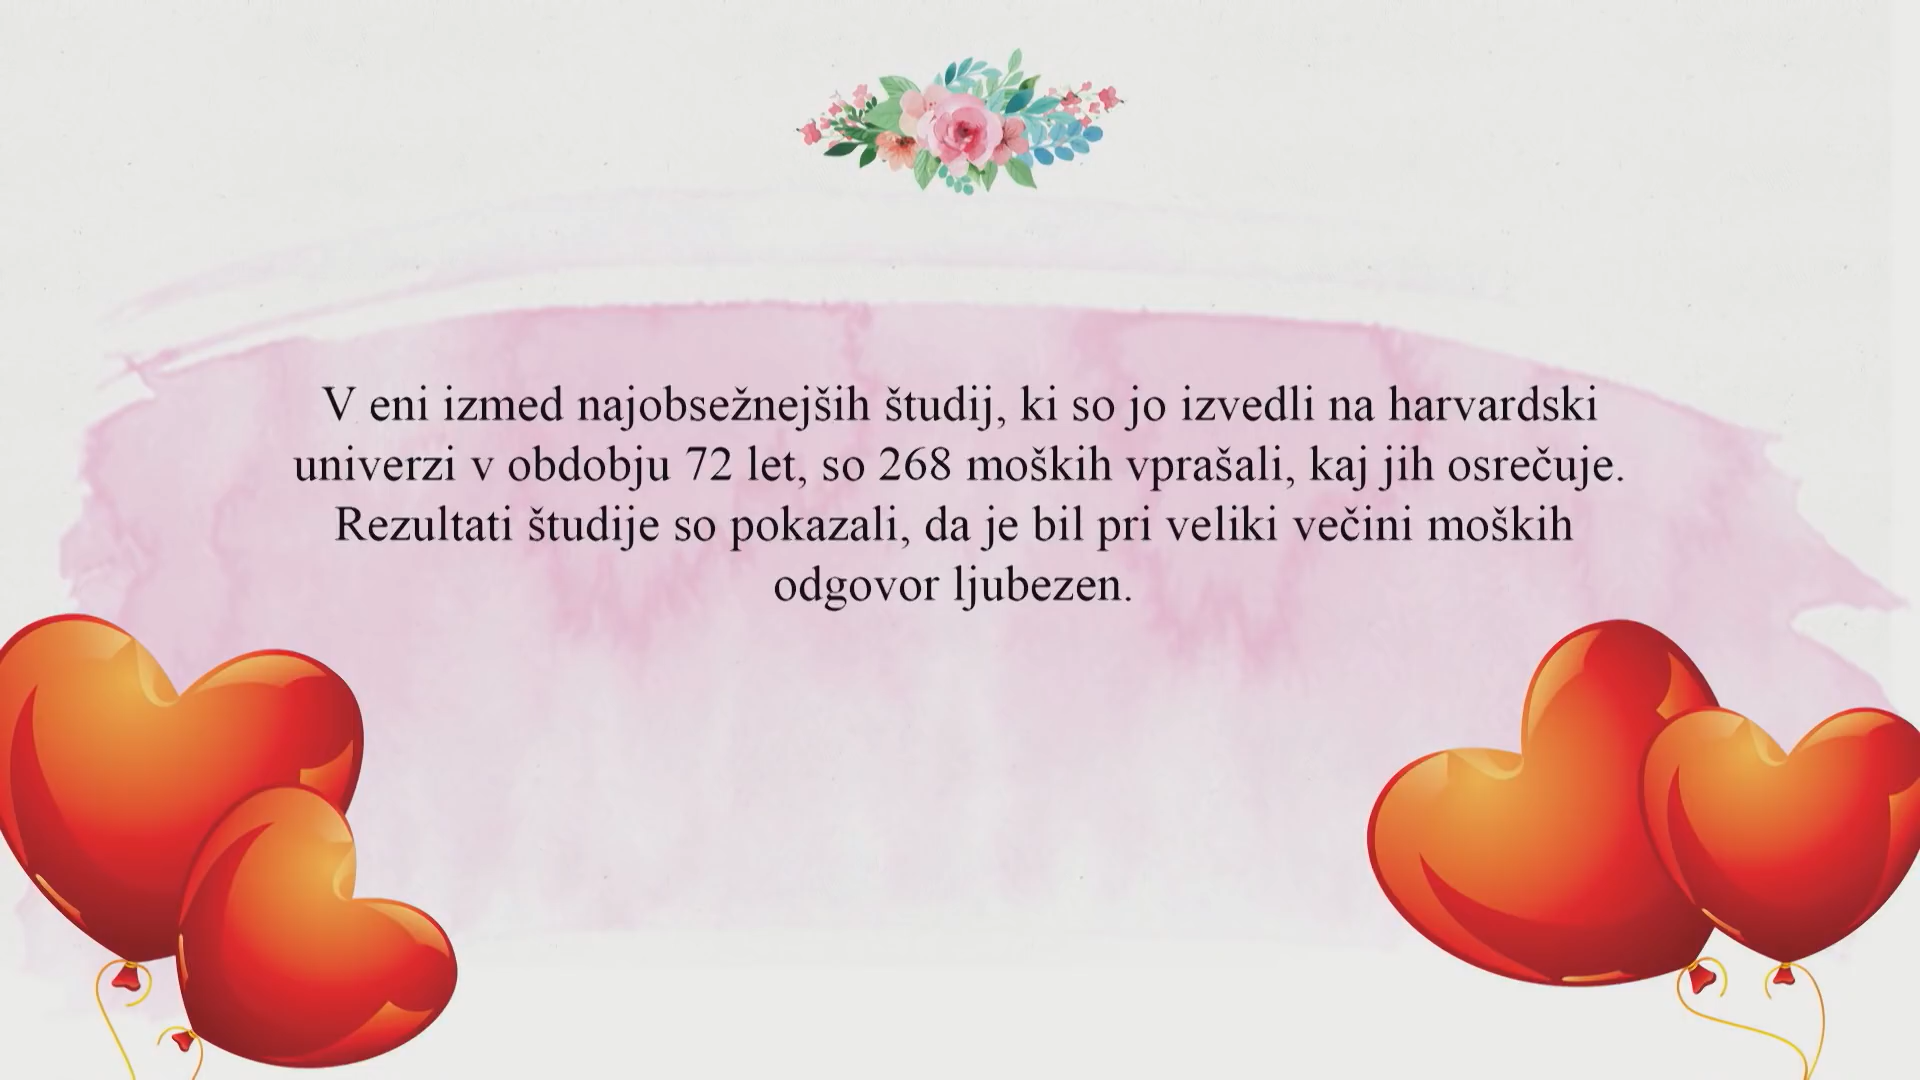 V eni izmed najobsežnejših študij, ki so jo izvedli na harvardski
univerzi v obdobju 72 let, so 268 moških vprašali, kaj jih osrečuje.
Rezultati študije so pokazali, da je bil pri veliki večini moških
odgovor ljubezen.